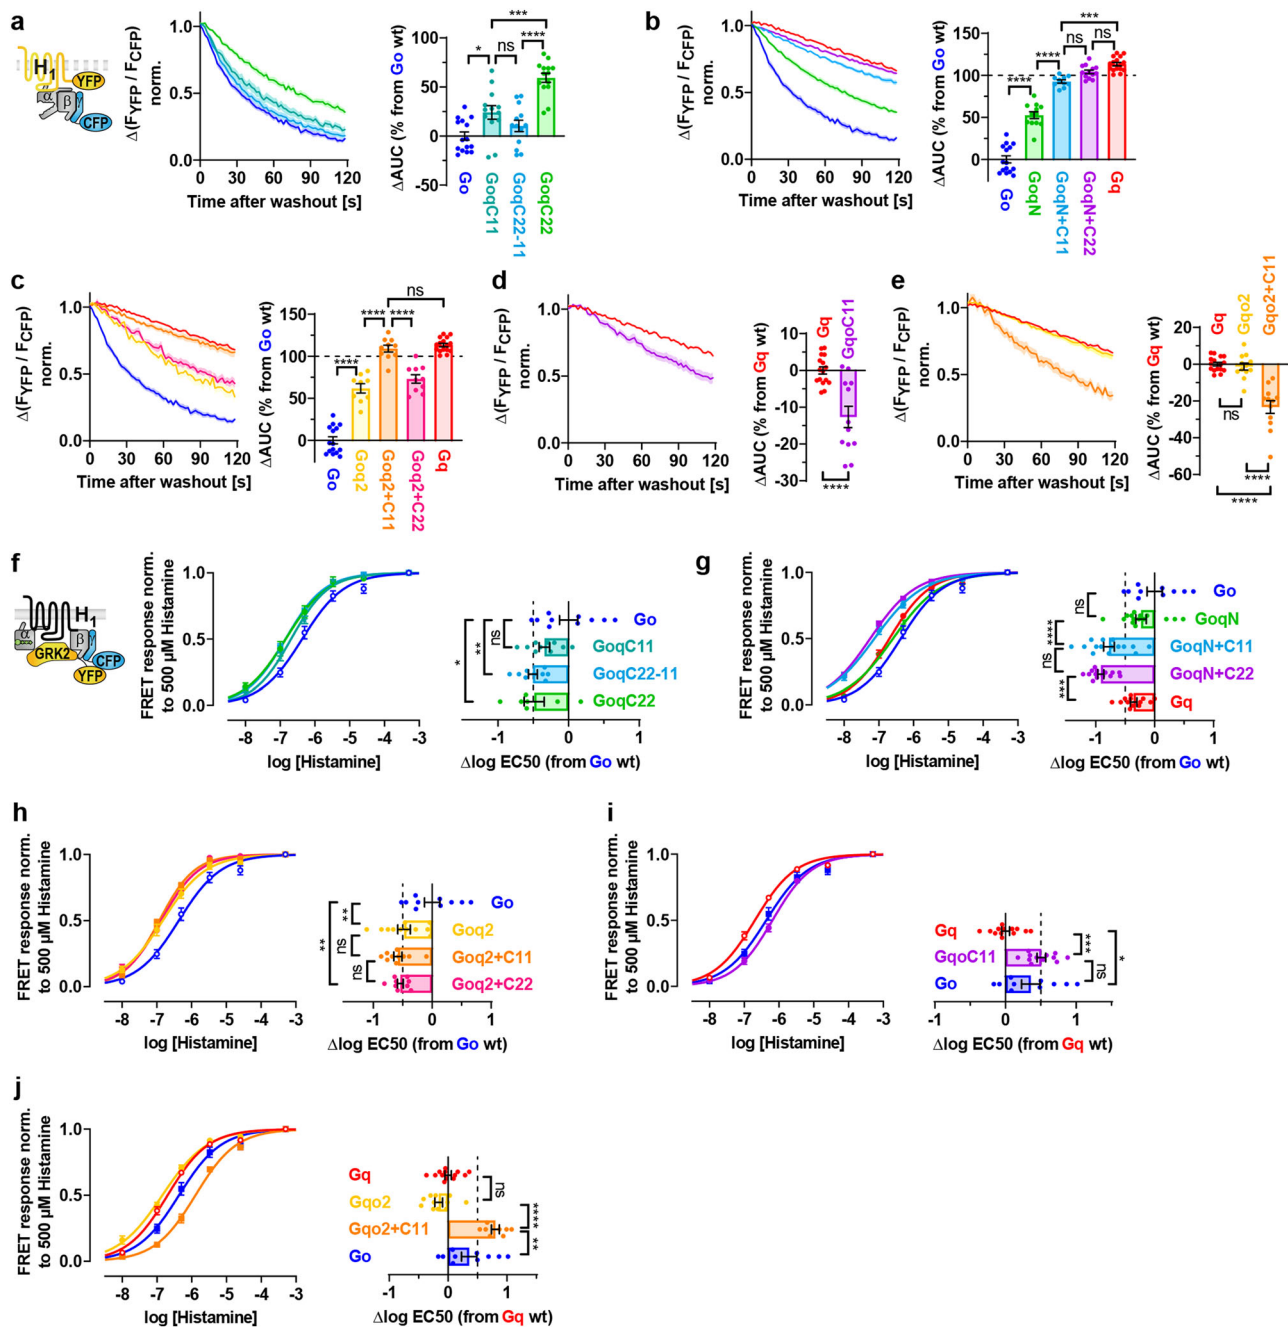 a
H1
YFP
α
β
γ
CFP
Δ(FYFP / FCFP)
norm.
1.0
0.5
0.0
0 30 60 90 120
Time after washout [s]
ΔAUC (% from Go wt)
100
50
0
-50
***
* ns ****
Go
GoqC11
GoqC22-11
GoqC22
b
Δ(FYFP / FCFP)
norm.
1.0
0.5
0.0
0 30 60 90 120
Time after washout [s]
ΔAUC (% from Go wt)
150
100
50
0
***
**** **** ns ns
Go
GoqN
GoqN+C11
GoqN+C22
Gq
c
Δ(FYFP / FCFP)
norm.
1.0
0.5
0.0
0 30 60 90 120
Time after washout [s]
ΔAUC (% from Go wt)
150
100
50
0
ns
**** **** ****
Go
Goq2
Goq2+C11
Goq2+C22
Gq
d
Δ(FYFP / FCFP)
norm.
1.0
0.5
0.0
0 30 60 90 120
Time after washout [s]
ΔAUC (% from Gq wt)
10
0
-10
-20
-30
Gq
GqoC11
****
e
Δ(FYFP / FCFP)
norm.
1.0
0.5
0.0
0 30 60 90 120
Time after washout [s]
ΔAUC (% from Gq wt)
20
0
-20
-40
-60
Gq
Gqo2
Gqo2+C11
ns
****
****
f
H1
α
β
γ
GRK2
CFP
YFP
FRET response norm.
to 500 µM Histamine
1.0
0.5
0.0
-8 -7 -6 -5 -4 -3
log [Histamine]
* ** ns
Go
GoqC11
GoqC22-11
GoqC22
-1 0 1
Δlog EC50 (from Go wt)
g
FRET response norm.
to 500 µM Histamine
1.0
0.5
0.0
-8 -7 -6 -5 -4 -3
log [Histamine]
ns
****
ns
***
Go
GoqN
GoqN+C11
GoqN+C22
Gq
-1 0 1
Δlog EC50 (from Go wt)
h
FRET response norm.
to 500 µM Histamine
1.0
0.5
0.0
-8 -7 -6 -5 -4 -3
log [Histamine]
**
**
ns
ns
Go
Goq2
Goq2+C11
Goq2+C22
-1 0 1
Δlog EC50 (from Go wt)
i
FRET response norm.
to 500 µM Histamine
1.0
0.5
0.0
-8 -7 -6 -5 -4 -3
log [Histamine]
Gq
GqoC11
Go
***
ns
*
-1 0 1
Δlog EC50 (from Gq wt)
j
FRET response norm.
to 500 µM Histamine
1.0
0.5
0.0
-8 -7 -6 -5 -4 -3
log [Histamine]
Gq
Gqo2
Gqo2+C11
Go
ns
****
**
-1 0 1
Δlog EC50 (from Gq wt)